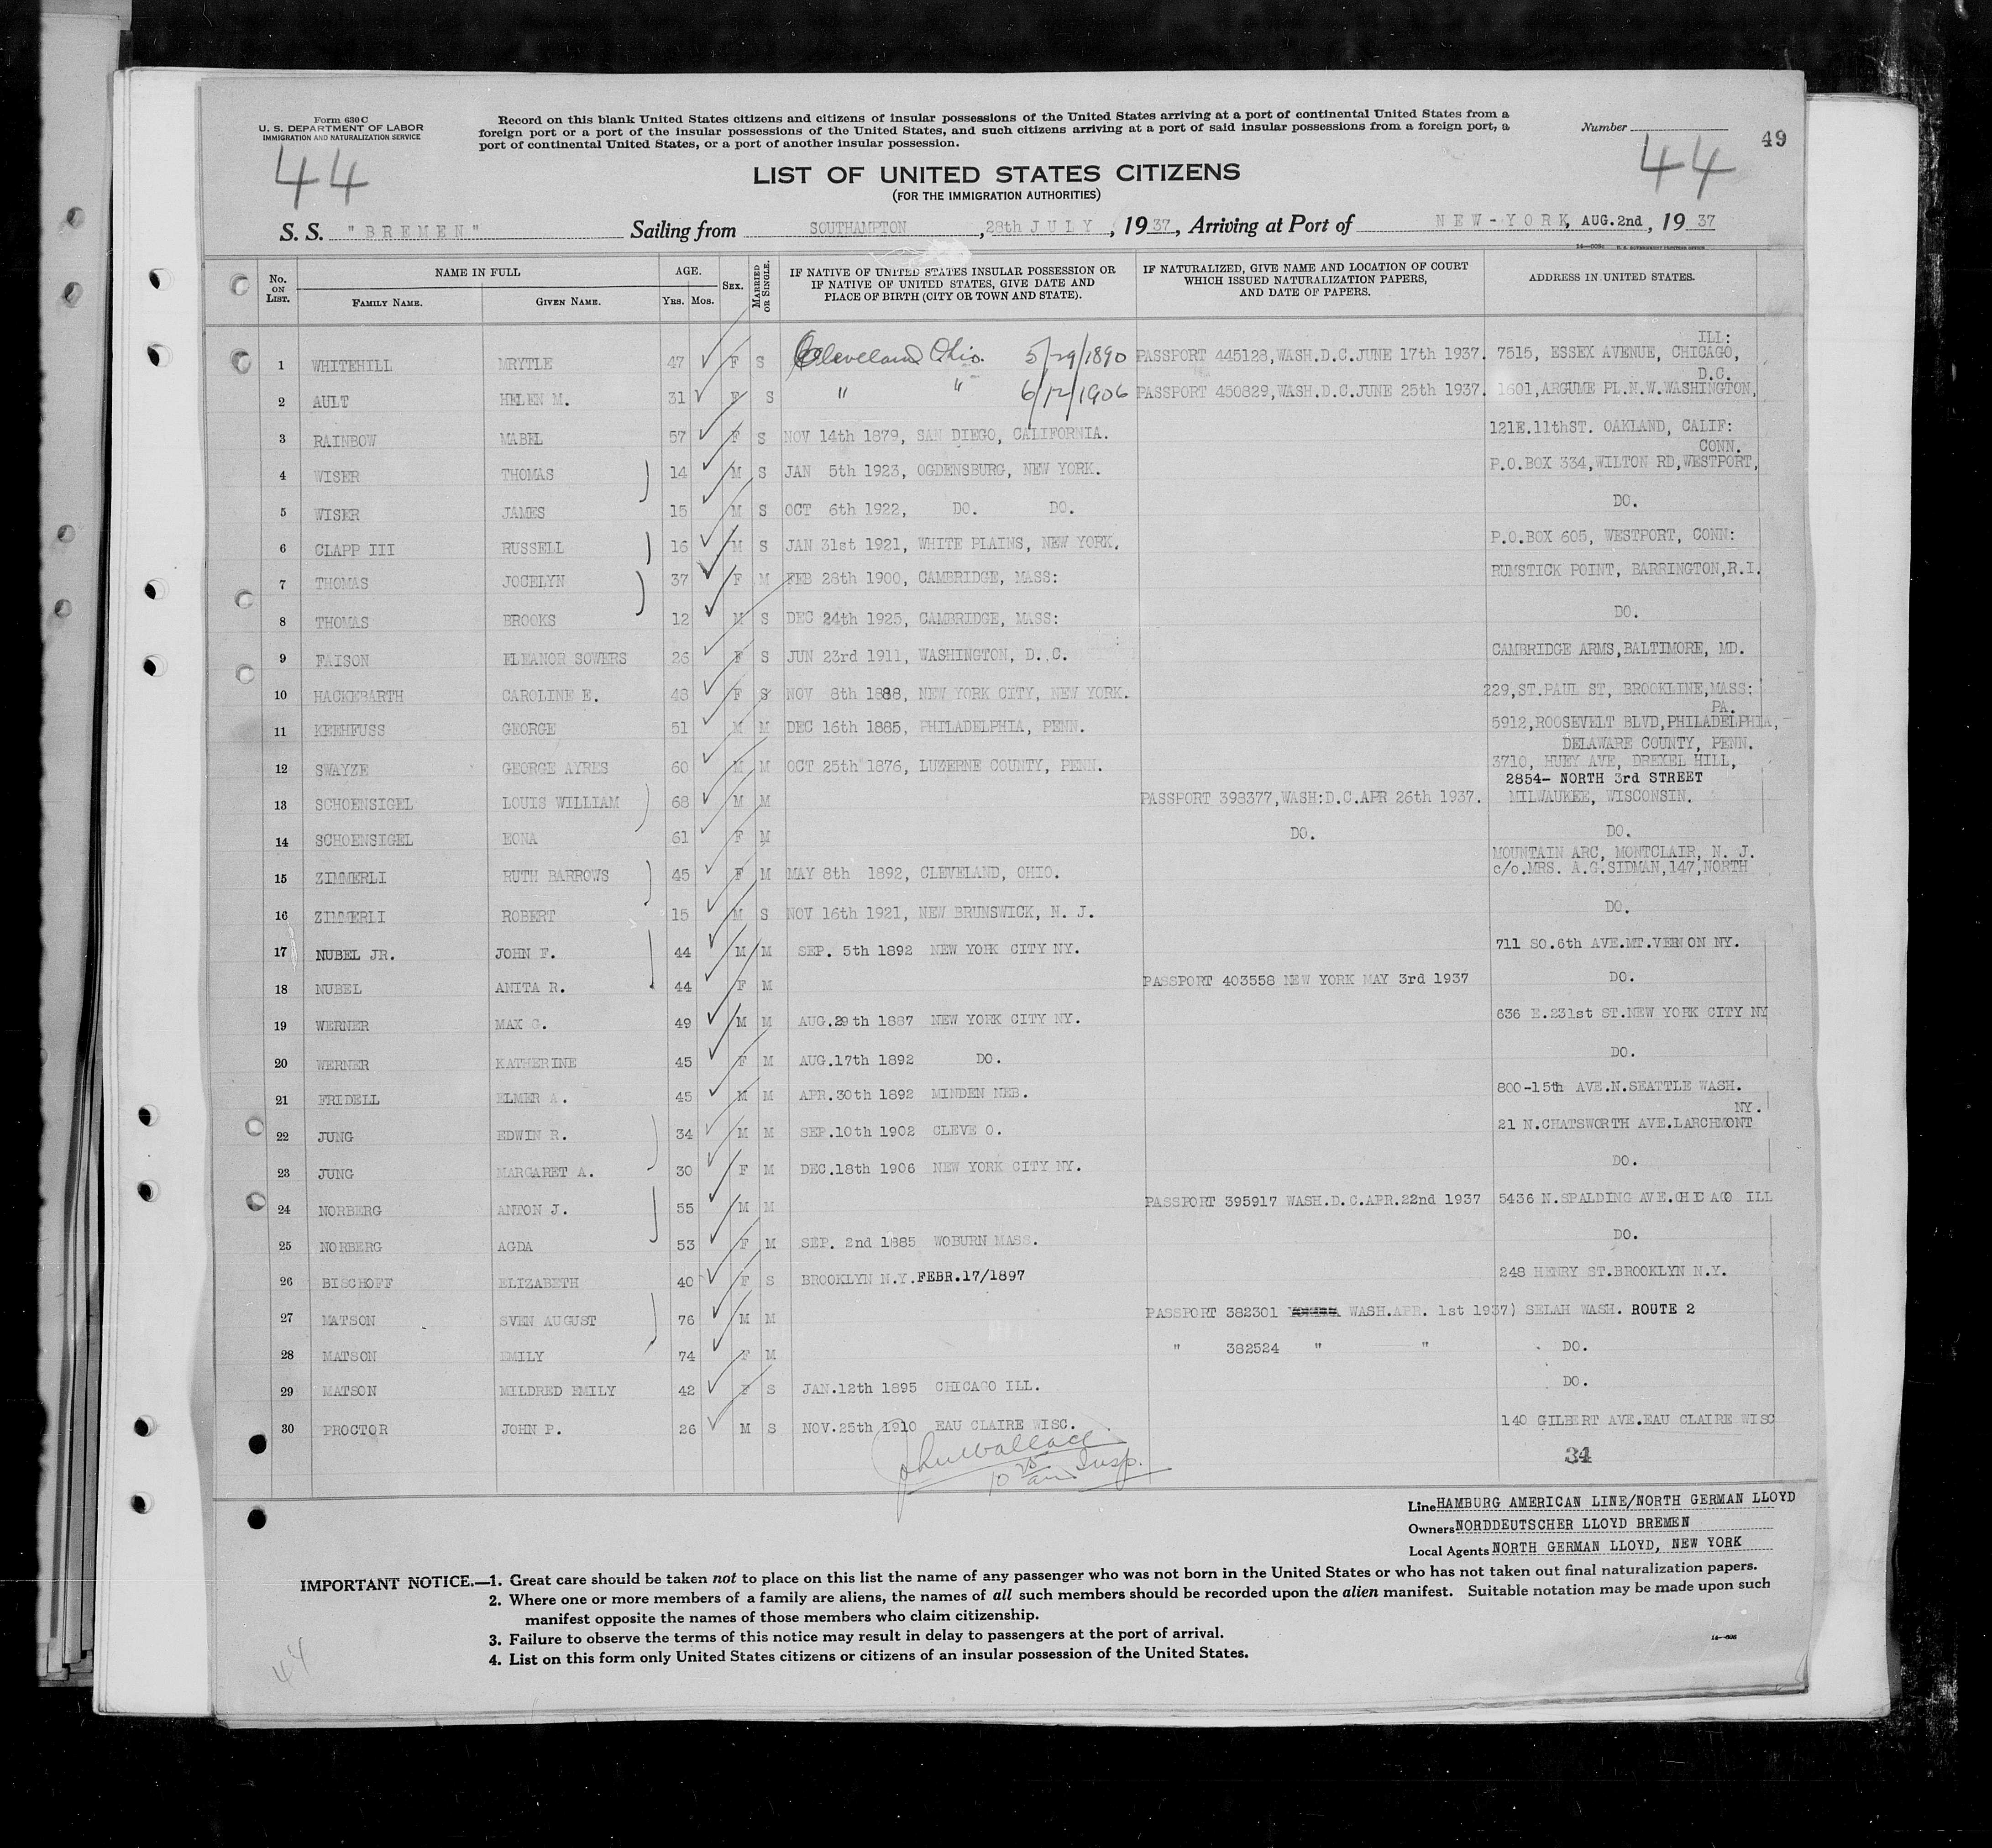 Form 630 C
U. S. DEPARTMENT OF LABOR
IMMIGRATION AND NATURALIZATION SERVICE
44
Record on this blank United States citizens and citizens of insular possessions of the United States arriving at a port of continental United States from a
foreign port or a port of the insular possessions of the United States, and such citizens arriving at a port of said insular possessions from a foreign port, a
port of continental United States, or a port of another insular possession.
Number
49
44
LIST OF UNITED STATES CITIZENS
(FOR THE IMMIGRATION AUTHORITIES)
S. S. "BREMEN" Sailing from SOUTHAMPTON, 28th JULY, 1937, Arriving at Port of NEW-YORK, AUG. 2nd, 1937
No. ON LIST. NAME IN FULL FAMILY NAME. GIVEN NAME. AGE. Yrs. Mos. SEX. MARRIED OR SINGLE. IF NATIVE OF UNITED STATES INSULAR POSSESSION OR IF NATIVE OF UNITED STATES, GIVE DATE AND PLACE OF BIRTH (CITY OR TOWN AND STATE). IF NATURALIZED, GIVE NAME AND LOCATION OF COURT WHICH ISSUED NATURALIZATION PAPERS, AND DATE OF PAPERS. ADDRESS IN UNITED STATES.
1 WHITEHILL MRYTLE 47 F S Cleveland Ohio. 5/29/1890 PASSPORT 445128,WASH.D.C.JUNE 17th 1937. 7515, ESSEX AVENUE, CHICAGO, ILL:
2 AULT HELEN M. 31 F S " " 6/12/1906 PASSPORT 450829,WASH.D.C.JUNE 25th 1937. 1601,ARGUME PL.N.W.WASHINGTON, D.C.
3 RAINBOW MABEL 57 F S NOV 14th 1879, SAN DIEGO, CALIFORNIA. 121E.11thST. OAKLAND, CALIF:
4 WISER THOMAS 14 M S JAN 5th 1923, OGDENSBURG, NEW YORK. P.O.BOX 334,WILTON RD,WESTPORT, CONN.
5 WISER JAMES 15 M S OCT 6th 1922, DO. DO. DO.
6 CLAPP III RUSSELL 16 M S JAN 31st 1921, WHITE PLAINS, NEW YORK. P.O.BOX 605, WESTPORT, CONN:
7 THOMAS JOCELYN 37 F M FEB 28th 1900, CAMBRIDGE, MASS: RUMSTICK POINT, BARRINGTON,R.I.
8 THOMAS BROOKS 12 M S DEC 24th 1925, CAMBRIDGE, MASS: DO.
9 FAISON ELEANOR SOWERS 26 F S JUN 23rd 1911, WASHINGTON, D. C. CAMBRIDGE ARMS,BALTIMORE, MD.
10 HACKEBARTH CAROLINE E. 48 F S NOV 8th 1888, NEW YORK CITY, NEW YORK. 229,ST.PAUL ST, BROOKLINE,MASS:
11 KEEHFUSS GEORGE 51 M M DEC 16th 1885, PHILADELPHIA, PENN. 5912,ROOSEVELT BLVD,PHILADELPHIA, PA.
12 SWAYZE GEORGE AYRES 60 M M OCT 25th 1876, LUZERNE COUNTY, PENN. 3710, HUEY AVE, DREXEL HILL, DELAWARE COUNTY, PENN.
13 SCHOENSIGEL LOUIS WILLIAM 68 M M PASSPORT 398377,WASH:D.C.APR 26th 1937. 2854- NORTH 3rd STREET MILWAUKEE, WISCONSIN.
14 SCHOENSIGEL EONA 61 F M DO. DO.
15 ZIMMERLI RUTH BARROWS 45 F M MAY 8th 1892, CLEVELAND, OHIO. c/o.MRS. A.G.SIDMAN,147,NORTH MOUNTAIN ARC, MONTCLAIR, N. J.
16 ZIMMERLI ROBERT 15 M S NOV 16th 1921, NEW BRUNSWICK, N. J. DO.
17 NUBEL JR. JOHN F. 44 M M SEP. 5th 1892 NEW YORK CITY NY. 711 SO.6th AVE.MT.VERNON NY.
18 NUBEL ANITA R. 44 F M PASSPORT 403558 NEW YORK MAY 3rd 1937 DO.
19 WERNER MAX G. 49 M M AUG.29th 1887 NEW YORK CITY NY. 636 E.231st ST.NEW YORK CITY NY
20 WERNER KATHERINE 45 F M AUG.17th 1892 DO. DO.
21 FRIDELL ELMER A. 45 M M APR.30th 1892 MINDEN NEB. 800-15th AVE.N.SEATTLE WASH.
22 JUNG EDWIN R. 34 M M SEP.10th 1902 CLEVE O. 21 N.CHATSWORTH AVE.LARCHMONT NY.
23 JUNG MARGARET A. 30 F M DEC.18th 1906 NEW YORK CITY NY. DO.
24 NORBERG ANTON J. 55 M M PASSPORT 395917 WASH.D.C.APR.22nd 1937 5436 N.SPALDING AVE.CHICAGO ILL
25 NORBERG AGDA 53 F M SEP. 2nd 1885 WOBURN MASS. DO.
26 BISCHOFF ELIZABETH 40 F S BROOKLYN N.Y.FEBR.17/1897 248 HENRY ST.BROOKLYN N.Y.
27 MATSON SVEN AUGUST 76 M M PASSPORT 382301 WASH.APR. 1st 1937) SELAH WASH. ROUTE 2
28 MATSON EMILY 74 F M " 382524 " " DO.
29 MATSON MILDRED EMILY 42 F S JAN.12th 1895 CHICAGO ILL. DO.
30 PROCTOR JOHN P. 26 M S NOV.25th 1910 EAU CLAIRE WISC. 140 GILBERT AVE.EAU CLAIRE WISC
John Wallace
Insp.
34
Line HAMBURG AMERICAN LINE/NORTH GERMAN LLOYD
Owners NORDDEUTSCHER LLOYD BREMEN
Local Agents NORTH GERMAN LLOYD, NEW YORK
IMPORTANT NOTICE.—1. Great care should be taken not to place on this list the name of any passenger who was not born in the United States or who has not taken out final naturalization papers.
2. Where one or more members of a family are aliens, the names of all such members should be recorded upon the alien manifest. Suitable notation may be made upon such
manifest opposite the names of those members who claim citizenship.
3. Failure to observe the terms of this notice may result in delay to passengers at the port of arrival.
4. List on this form only United States citizens or citizens of an insular possession of the United States.
44